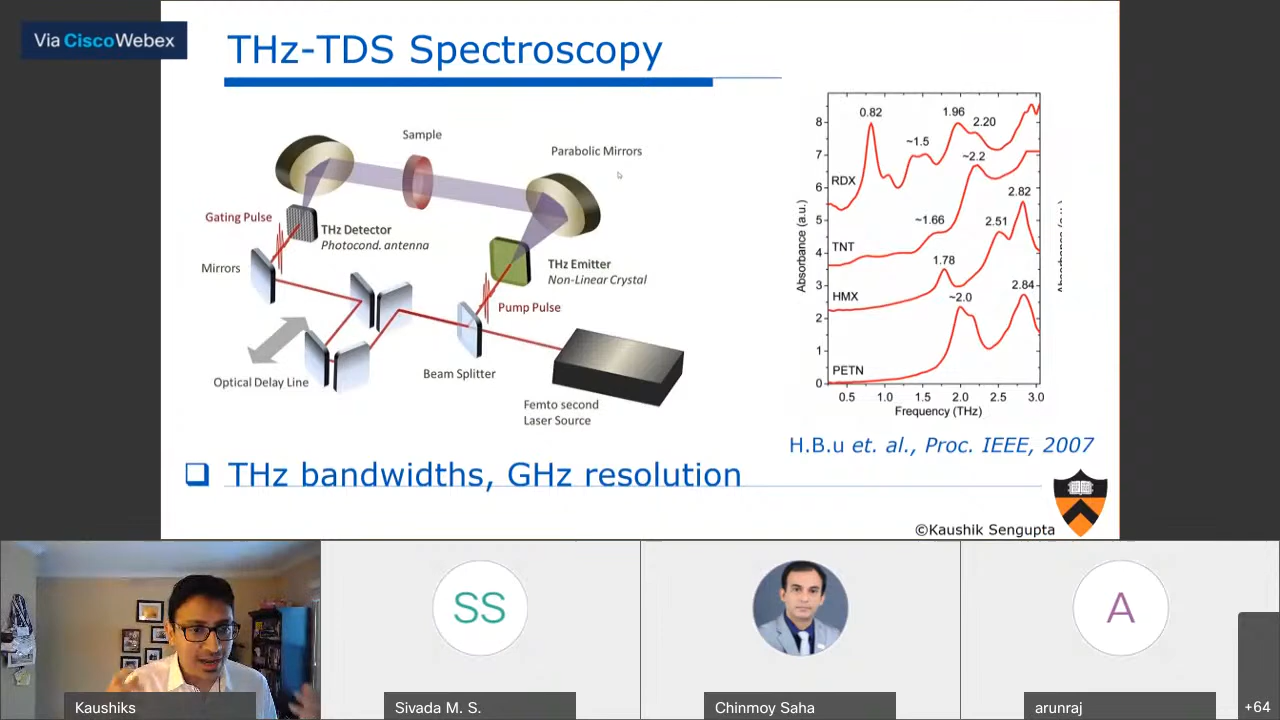 Via Cisco Webex
THz-TDS Spectroscopy
Sample
Parabolic Mirrors
Gating Pulse
THz Detector
Photocond. antenna
Mirrors
THz Emitter
Non-Linear Crystal
Pump Pulse
Optical Delay Line
Beam Splitter
Femto second
Laser Source
Absorbance (a.u.)
8
7
6
5
4
3
2
1
0
0.82
1.96
2.20
~1.5
~2.2
RDX
2.82
~1.66
2.51
TNT
1.78
HMX
~2.0
2.84
PETN
0.5 1.0 1.5 2.0 2.5 3.0
Frequency (THz)
H.B.u et. al., Proc. IEEE, 2007
THz bandwidths, GHz resolution
©Kaushik Sengupta
SS
A
Kaushiks
Sivada M. S.
Chinmoy Saha
arunraj
+64